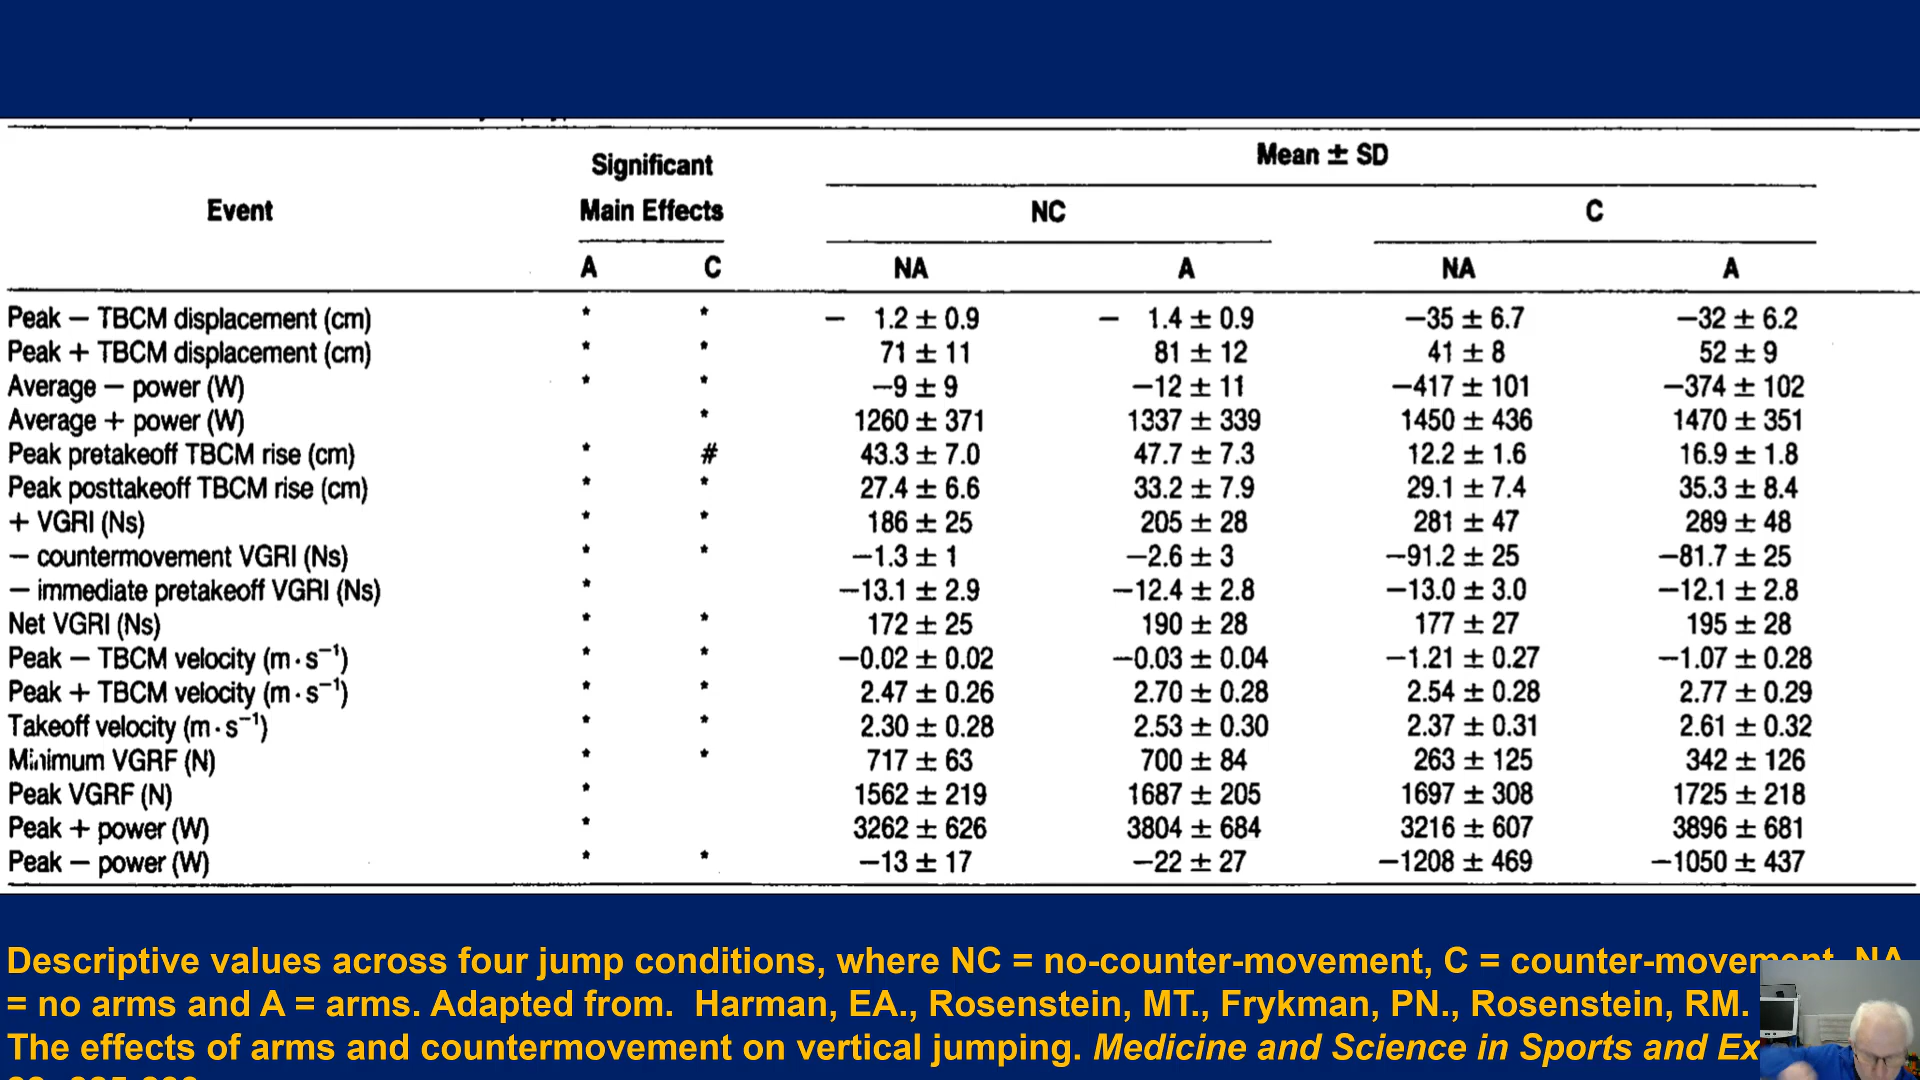 Significant
Mean ± SD
Event Main Effects NC C
A C NA A NA A
Peak − TBCM displacement (cm) * * − 1.2 ± 0.9 − 1.4 ± 0.9 −35 ± 6.7 −32 ± 6.2
Peak + TBCM displacement (cm) * * 71 ± 11 81 ± 12 41 ± 8 52 ± 9
Average − power (W) * * −9 ± 9 −12 ± 11 −417 ± 101 −374 ± 102
Average + power (W) * 1260 ± 371 1337 ± 339 1450 ± 436 1470 ± 351
Peak pretakeoff TBCM rise (cm) * # 43.3 ± 7.0 47.7 ± 7.3 12.2 ± 1.6 16.9 ± 1.8
Peak posttakeoff TBCM rise (cm) * * 27.4 ± 6.6 33.2 ± 7.9 29.1 ± 7.4 35.3 ± 8.4
+ VGRI (Ns) * * 186 ± 25 205 ± 28 281 ± 47 289 ± 48
− countermovement VGRI (Ns) * * −1.3 ± 1 −2.6 ± 3 −91.2 ± 25 −81.7 ± 25
− immediate pretakeoff VGRI (Ns) * −13.1 ± 2.9 −12.4 ± 2.8 −13.0 ± 3.0 −12.1 ± 2.8
Net VGRI (Ns) * * 172 ± 25 190 ± 28 177 ± 27 195 ± 28
Peak − TBCM velocity (m·s⁻¹) * * −0.02 ± 0.02 −0.03 ± 0.04 −1.21 ± 0.27 −1.07 ± 0.28
Peak + TBCM velocity (m·s⁻¹) * * 2.47 ± 0.26 2.70 ± 0.28 2.54 ± 0.28 2.77 ± 0.29
Takeoff velocity (m·s⁻¹) * * 2.30 ± 0.28 2.53 ± 0.30 2.37 ± 0.31 2.61 ± 0.32
Minimum VGRF (N) * * 717 ± 63 700 ± 84 263 ± 125 342 ± 126
Peak VGRF (N) * 1562 ± 219 1687 ± 205 1697 ± 308 1725 ± 218
Peak + power (W) * 3262 ± 626 3804 ± 684 3216 ± 607 3896 ± 681
Peak − power (W) * * −13 ± 17 −22 ± 27 −1208 ± 469 −1050 ± 437
Descriptive values across four jump conditions, where NC = no-counter-movement, C = counter-movement, NA
= no arms and A = arms. Adapted from. Harman, EA., Rosenstein, MT., Frykman, PN., Rosenstein, RM.
The effects of arms and countermovement on vertical jumping. Medicine and Science in Sports and Ex